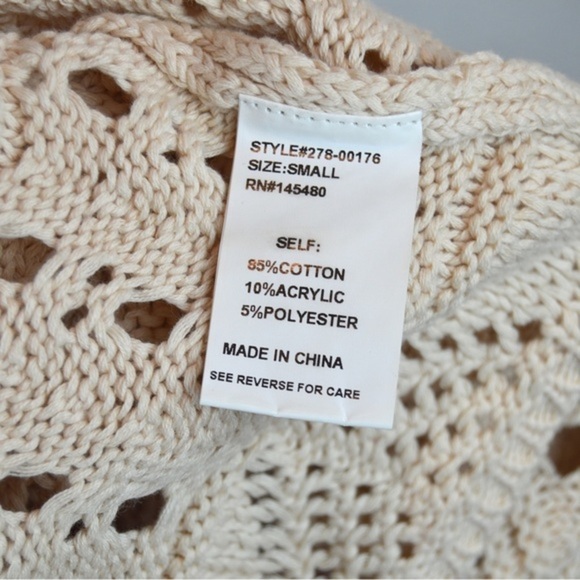 STYLE#278-00176
SIZE:SMALL
RN#145480
SELF:
85%COTTON
10%ACRYLIC
5%POLYESTER
MADE IN CHINA
SEE REVERSE FOR CARE